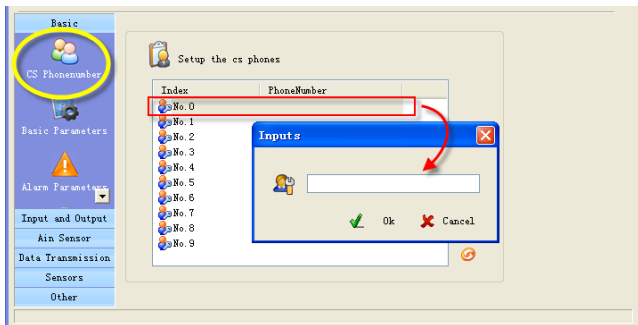 Basic
CS Phonenumber
Basic Parameters
Alarm Parameters
Input and Output
Ain Sensor
Data Transmission
Sensors
Other
Setup the cs phones
Index PhoneNumber
No.0
No.1
No.2
No.3
No.4
No.5
No.6
No.7
No.8
No.9
Inputs
Ok Cancel